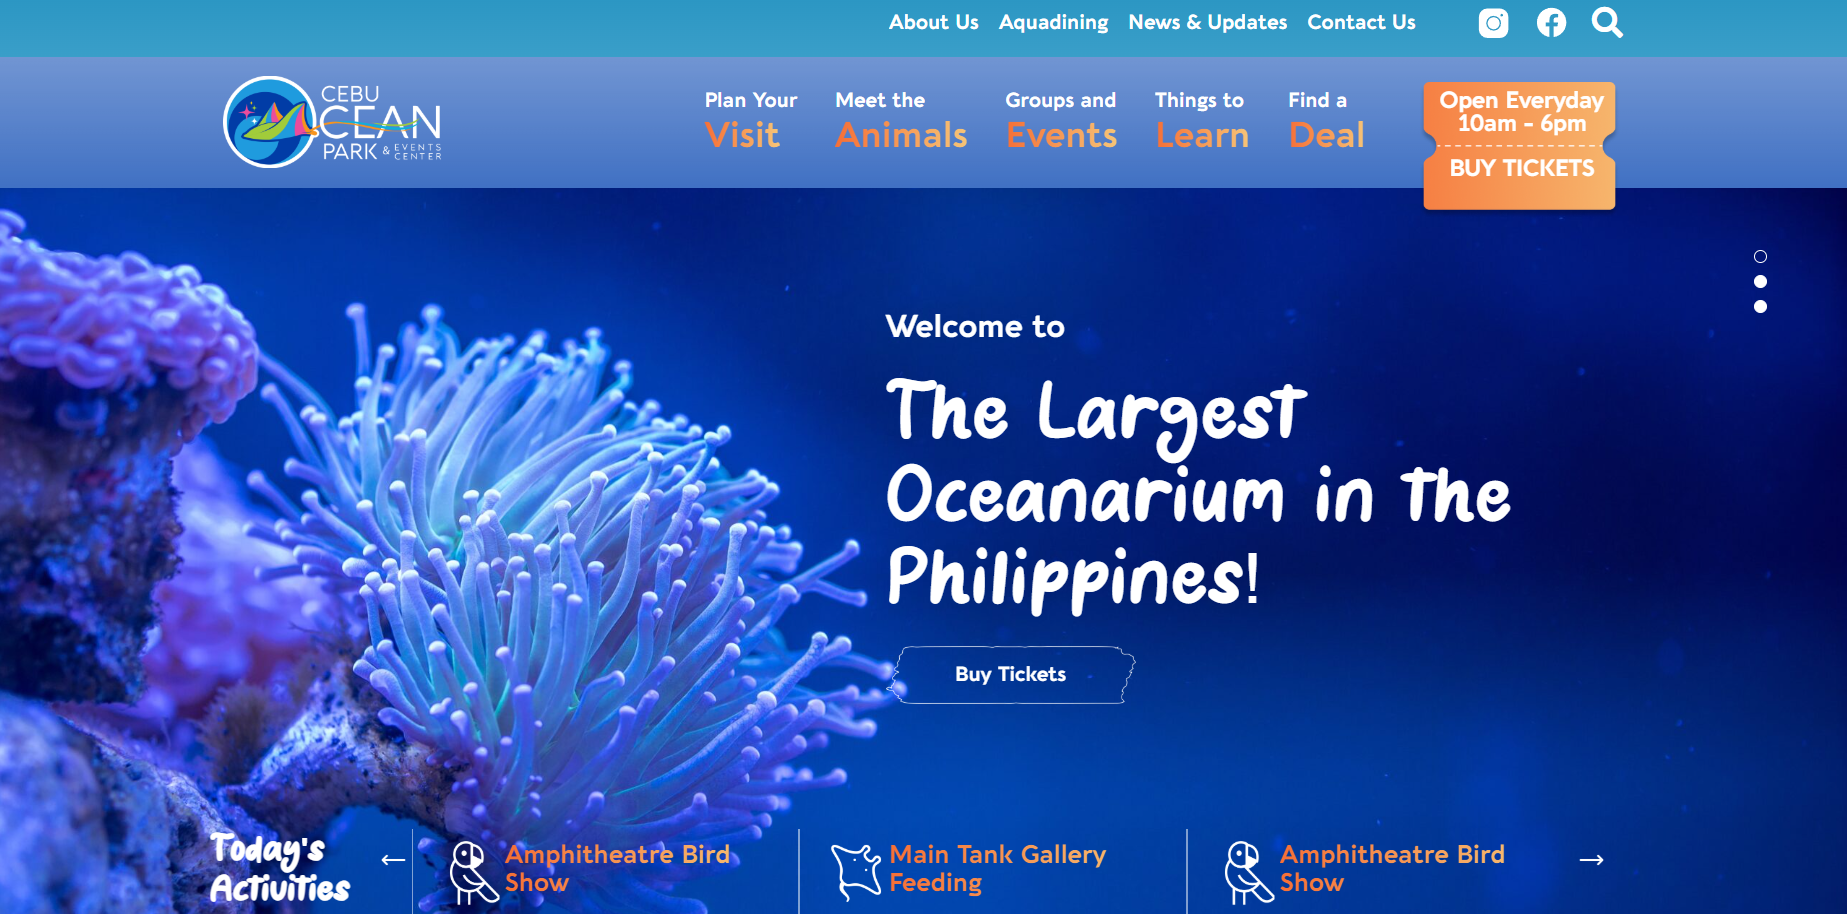 About Us Aquadining News & Updates Contact Us
CEBU
OCEAN
PARK & EVENTS CENTER
Plan Your
Visit
Meet the
Animals
Groups and
Events
Things to
Learn
Find a
Deal
Open Everyday
10am - 6pm
BUY TICKETS
Welcome to
The Largest
Oceanarium in the
Philippines!
Buy Tickets
Today's
Activities
Amphitheatre Bird
Show
Main Tank Gallery
Feeding
Amphitheatre Bird
Show